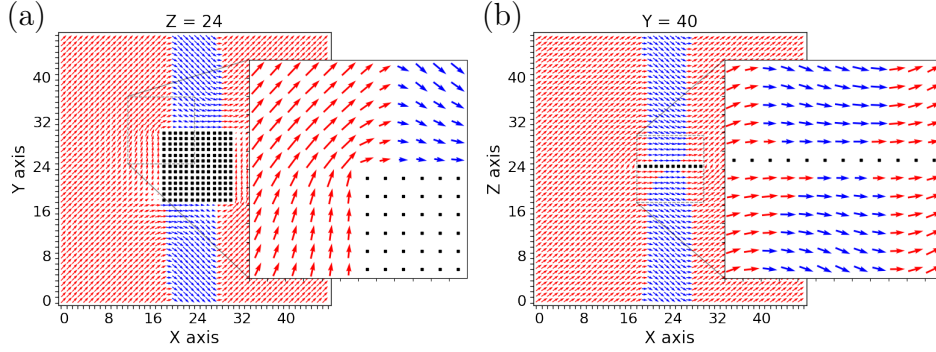 (a)
Z = 24
Y axis
40
32
24
16
8
0
0 8 16 24 32 40
X axis
(b)
Y = 40
Z axis
40
32
24
16
8
0
0 8 16 24 32 40
X axis